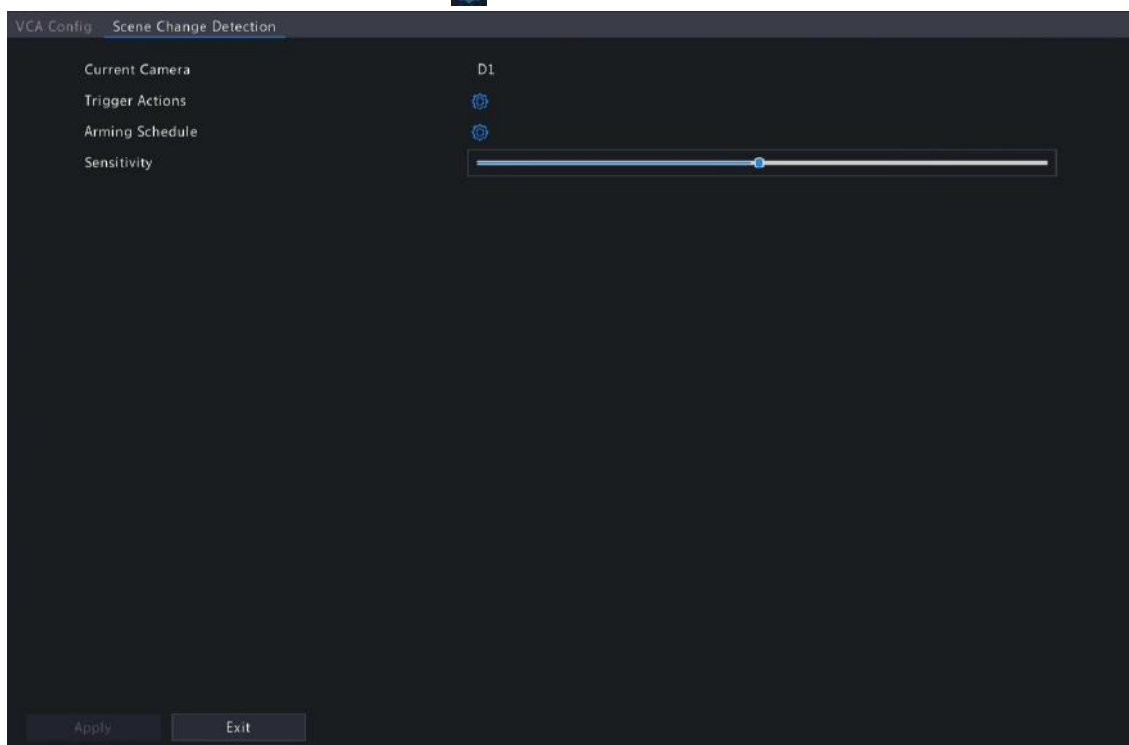 VCA Config Scene Change Detection
Current Camera D1
Trigger Actions
Arming Schedule
Sensitivity
Apply Exit